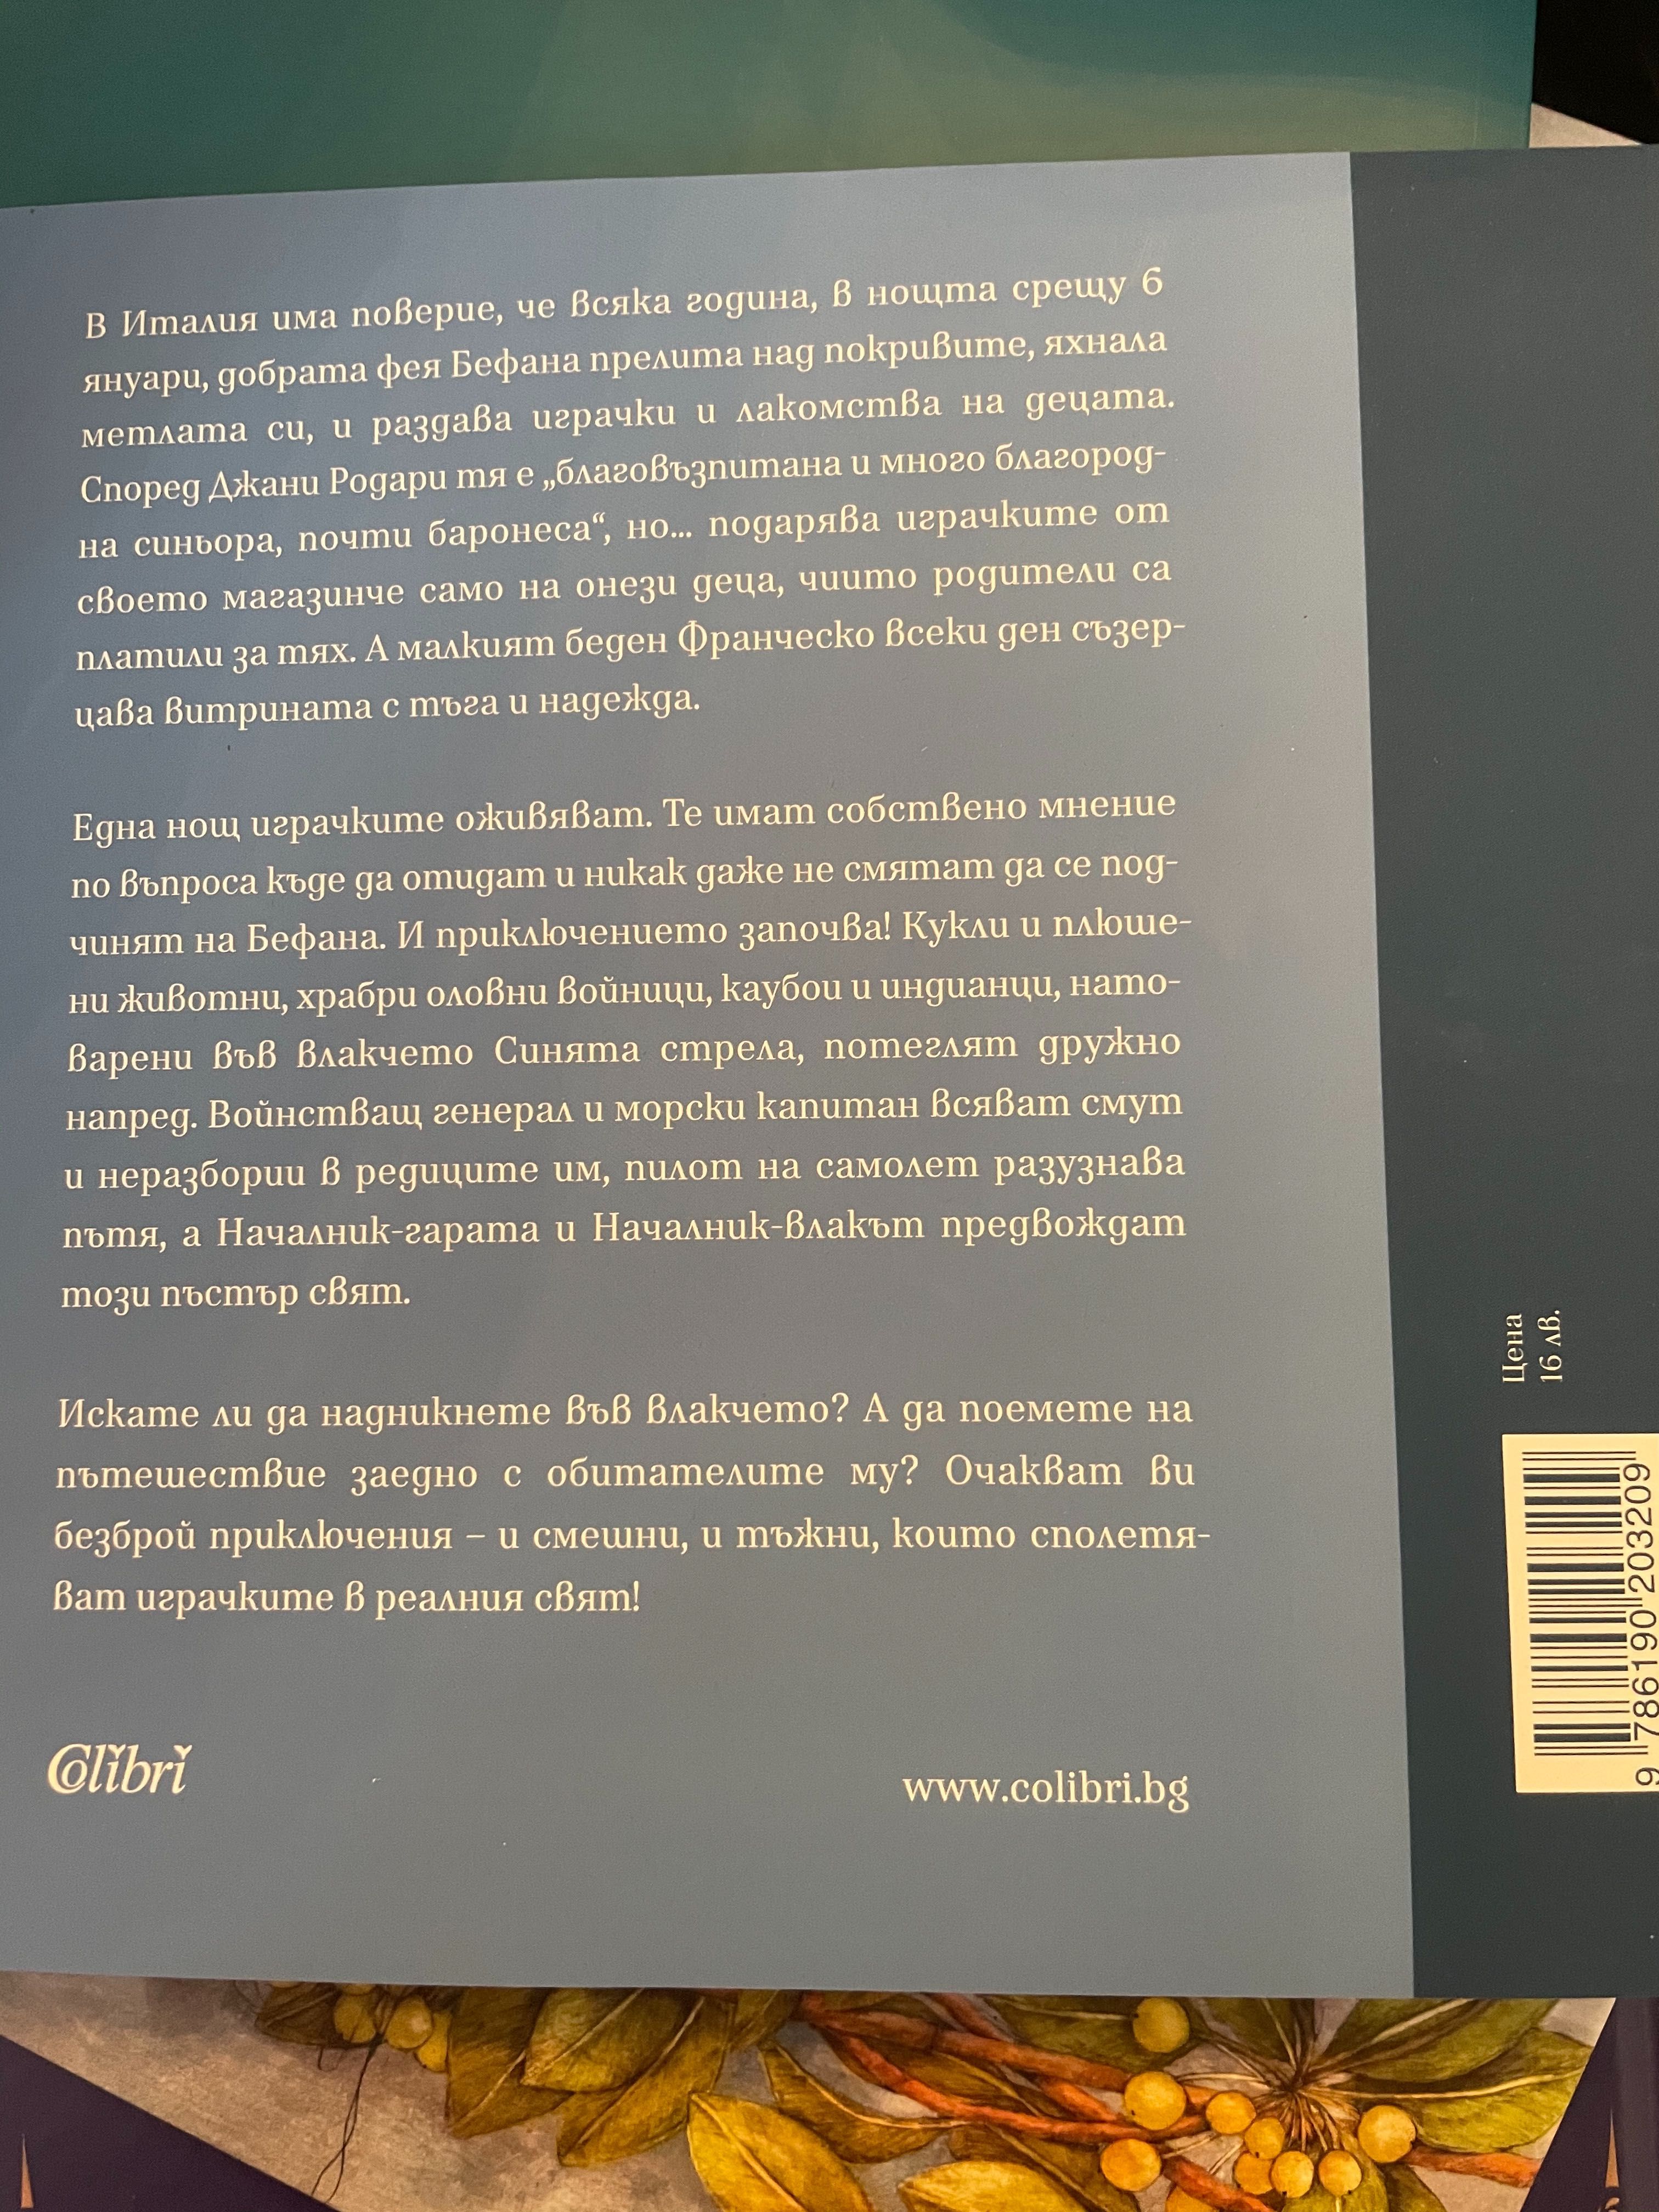 В Италия има поверие, че всяка година, в нощта срещу 6
януари, добрата фея Бефана прелита над покривите, яхнала
метлата си, и раздава играчки и лакомства на децата.
Според Джани Родари тя е „благовъзпитана и много благород-
на синьора, почти баронеса“, но... подарява играчките от
своето магазинче само на онези деца, чиито родители са
платили за тях. А малкият беден Франческо всеки ден съзер-
цава витрината с тъга и надежда.
Една нощ играчките оживяват. Те имат собствено мнение
по въпроса къде да отидат и никак даже не смятат да се под-
чинят на Бефана. И приключението започва! Кукли и плюше-
ни животни, храбри оловни войници, каубои и индианци, нато-
варени във влакчето Синята стрела, потеглят дружно
напред. Войнстващ генерал и морски капитан всяват смут
и неразбории в редиците им, пилот на самолет разузнава
пътя, а Началник-гарата и Началник-влакът предвождат
този пъстър свят.
Искате ли да надникнете във влакчето? А да поемете на
пътешествие заедно с обитателите му? Очакват ви
безброй приключения – и смешни, и тъжни, които сполетя-
ват играчките в реалния свят!
Colibri
www.colibri.bg
Цена
16 лв.
9 786190 203209